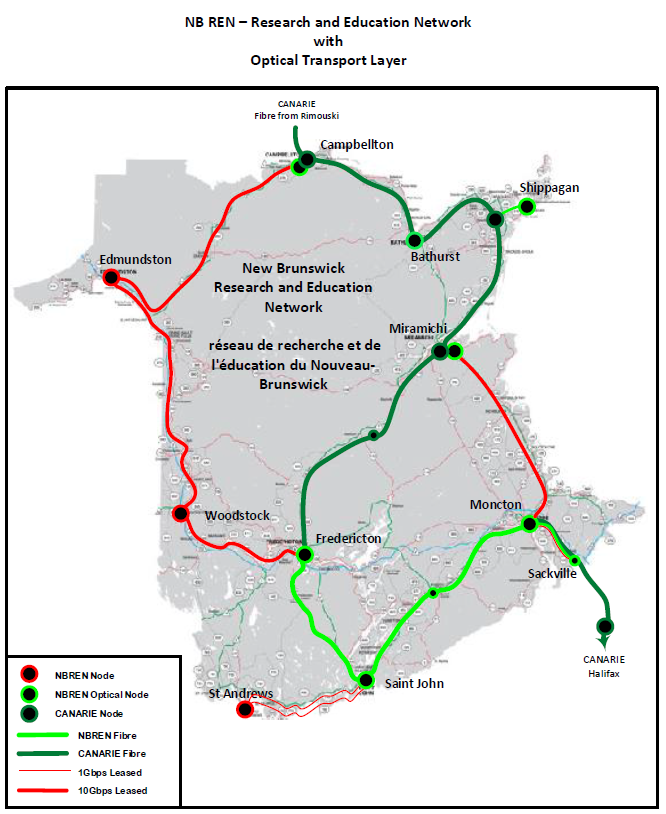 NB REN – Research and Education Network
with
Optical Transport Layer
CANARIE
Fibre from Rimouski
Campbellton
Shippagan
Bathurst
Edmundston
New Brunswick
Research and Education
Network
réseau de recherche et de
l'éducation du Nouveau-
Brunswick
Miramichi
Woodstock
Moncton
Fredericton
Sackville
CANARIE
Halifax
Saint John
St Andrews
NBREN Node
NBREN Optical Node
CANARIE Node
NBREN Fibre
CANARIE Fibre
1Gbps Leased
10Gbps Leased